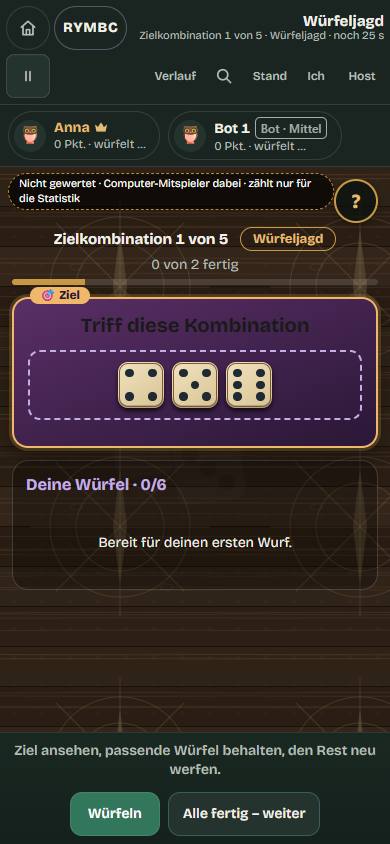 RYMBC
Würfeljagd
Zielkombination 1 von 5 · Würfeljagd · noch 25 s
Verlauf
Stand
Ich
Host
Anna
0 Pkt. · würfelt ...
Bot 1
Bot · Mittel
0 Pkt. · würfelt ...
Nicht gewertet · Computer-Mitspieler dabei · zählt nur für
die Statistik
?
Zielkombination 1 von 5
Würfeljagd
0 von 2 fertig
Ziel
Triff diese Kombination
Deine Würfel · 0/6
Bereit für deinen ersten Wurf.
Ziel ansehen, passende Würfel behalten, den Rest neu
werfen.
Würfeln
Alle fertig – weiter